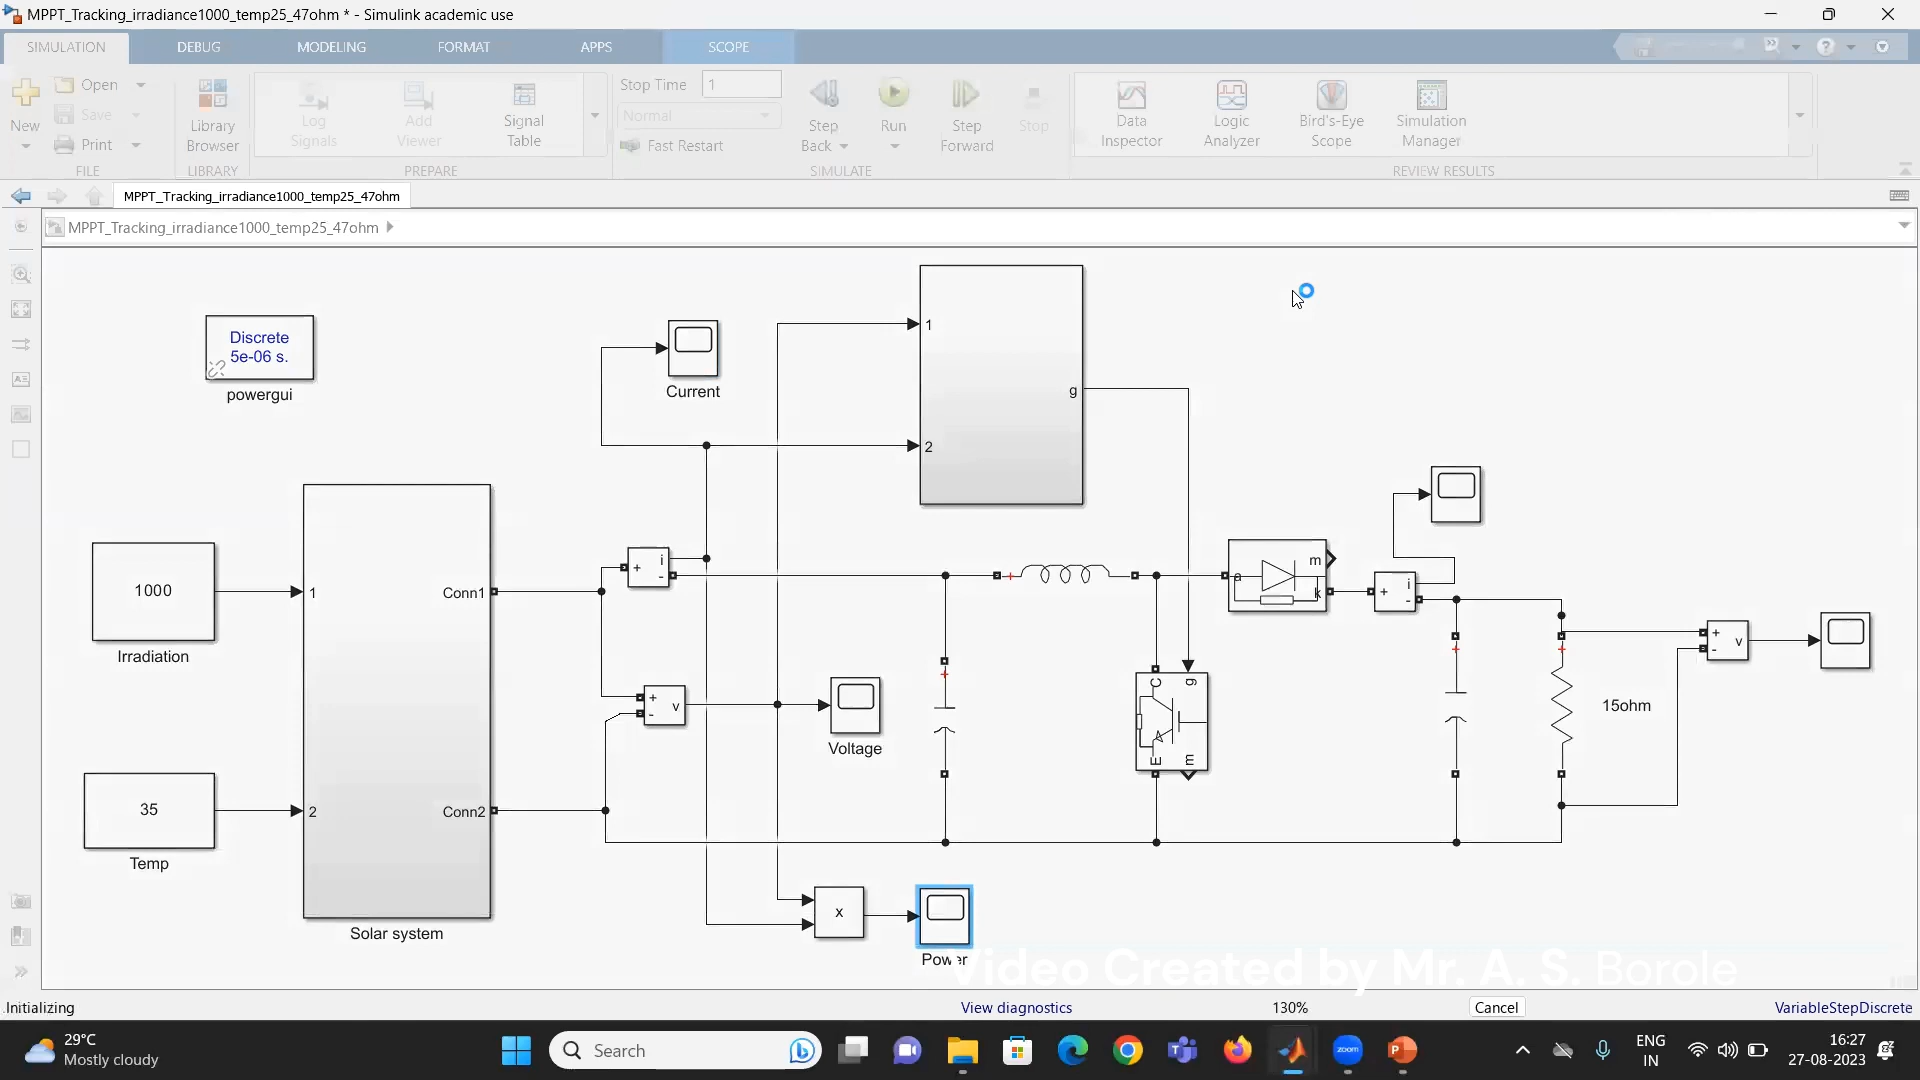 MPPT_Tracking_irradiance1000_temp25_47ohm * - Simulink academic use
SIMULATION DEBUG MODELING FORMAT APPS SCOPE
New
Open
Save
Print
FILE
Library
Browser
LIBRARY
Log
Signals
Add
Viewer
Signal
Table
PREPARE
Stop Time 1
Normal
Fast Restart
Step
Back
Run
Step
Forward
Stop
SIMULATE
Data
Inspector
Logic
Analyzer
Bird's-Eye
Scope
Simulation
Manager
REVIEW RESULTS
MPPT_Tracking_irradiance1000_temp25_47ohm
MPPT_Tracking_irradiance1000_temp25_47ohm
Discrete
5e-06 s.
powergui
Current
1
2
g
1000
Irradiation
35
Temp
1
2
Conn1
Conn2
Solar system
+
-
i
+
-
v
Voltage
+
C
g
E
m
a
m
k
+
-
i
+
+
15ohm
+
-
v
x
Power
Video Created by Mr. A. S. Borole
Initializing
View diagnostics
130%
Cancel
VariableStepDiscrete
29°C
Mostly cloudy
Search
zoom
ENG
IN
16:27
27-08-2023